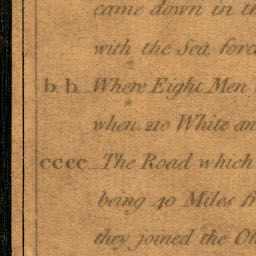 came down in th
with the Sea forc
b. b. Where Eight Men
when 210 White an
cccc The Road which
being 40 Miles fr
they joined the Ol